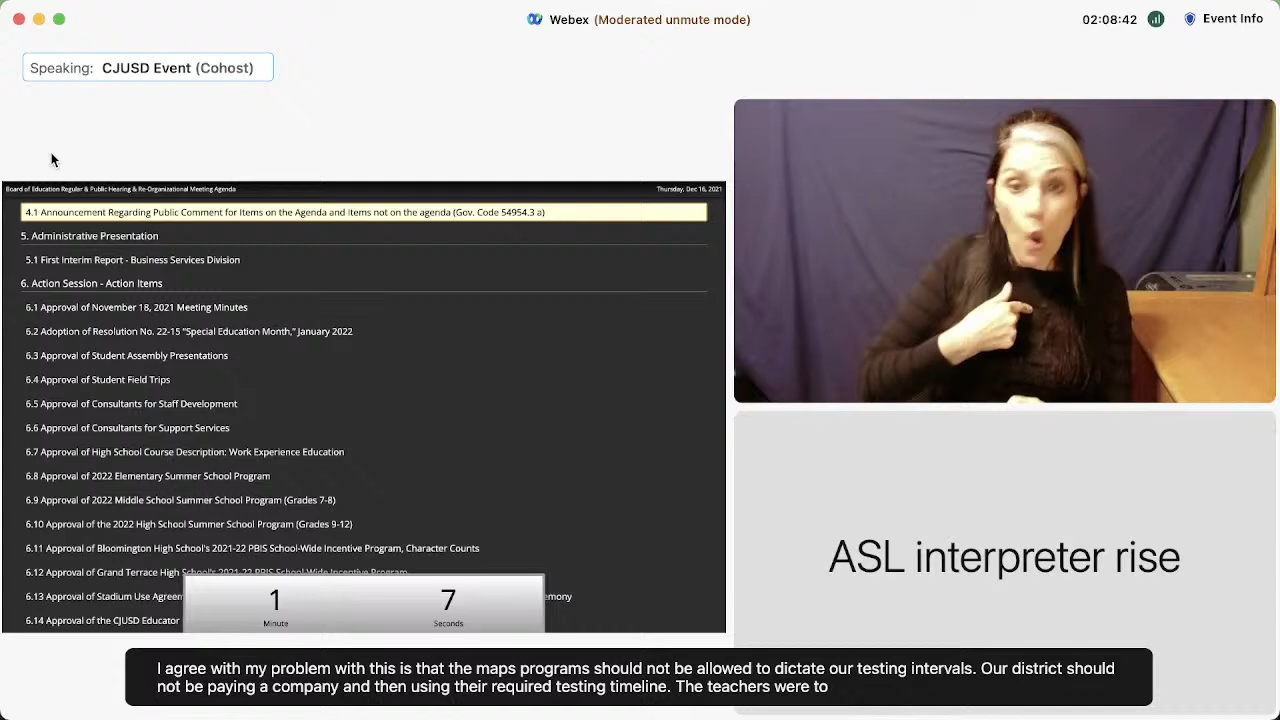 Webex (Moderated unmute mode)
02:08:42
Event Info
Speaking: CJUSD Event (Cohost)
Board of Education Regular & Public Hearing & Re-Organizational Meeting Agenda
Thursday, Dec 16, 2021
4.1 Announcement Regarding Public Comment for Items on the Agenda and Items not on the agenda (Gov. Code 54954.3 a)
5. Administrative Presentation
5.1 First Interim Report - Business Services Division
6. Action Session - Action Items
6.1 Approval of November 18, 2021 Meeting Minutes
6.2 Adoption of Resolution No. 22-15 "Special Education Month," January 2022
6.3 Approval of Student Assembly Presentations
6.4 Approval of Student Field Trips
6.5 Approval of Consultants for Staff Development
6.6 Approval of Consultants for Support Services
6.7 Approval of High School Course Description: Work Experience Education
6.8 Approval of 2022 Elementary Summer School Program
6.9 Approval of 2022 Middle School Summer School Program (Grades 7-8)
6.10 Approval of the 2022 High School Summer School Program (Grades 9-12)
6.11 Approval of Bloomington High School's 2021-22 PBIS School-Wide Incentive Program, Character Counts
6.12 Approval of Grand Terrace High School's 2021-22 PBIS School-Wide Incentive Program
6.13 Approval of Stadium Use Agreem emony
6.14 Approval of the CJUSD Educator
1 7
Minute Seconds
ASL interpreter rise
I agree with my problem with this is that the maps programs should not be allowed to dictate our testing intervals. Our district should
not be paying a company and then using their required testing timeline. The teachers were to